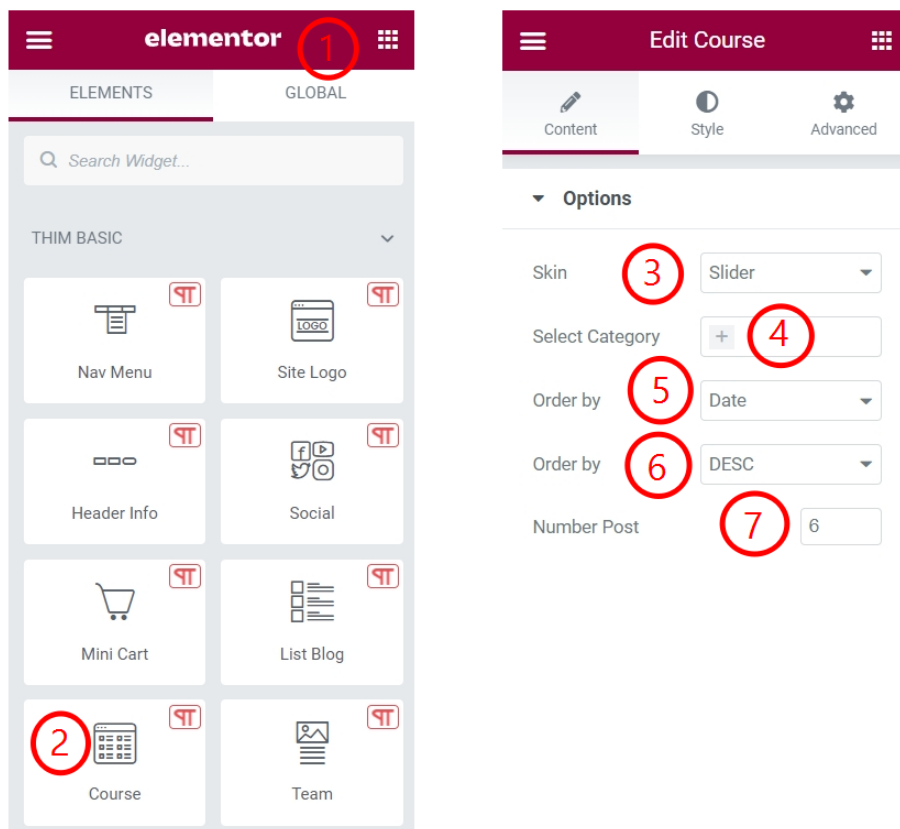 elementor
1
ELEMENTS
GLOBAL
Search Widget...
THIM BASIC
Nav Menu
LOGO
Site Logo
Header Info
Social
Mini Cart
List Blog
2
Course
Team
Edit Course
Content
Style
Advanced
Options
Skin
3
Slider
Select Category
+
4
Order by
5
Date
Order by
6
DESC
Number Post
7
6